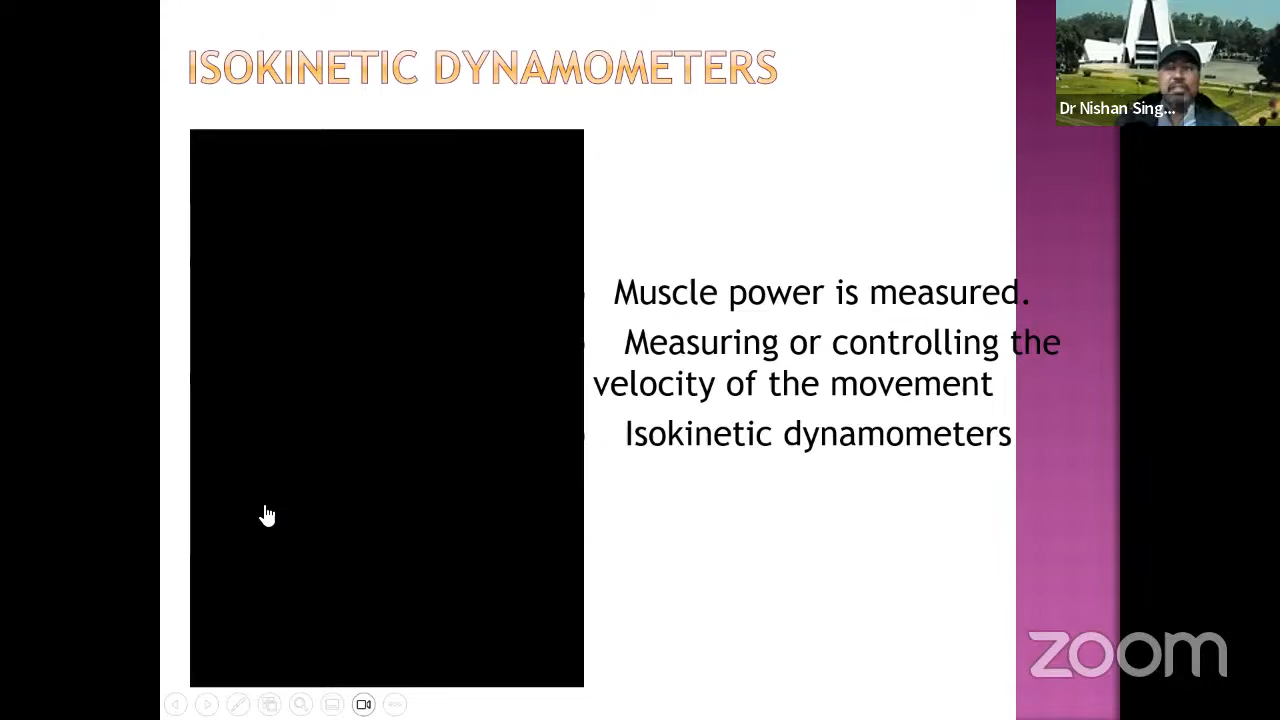 ISOKINETIC DYNAMOMETERS
Dr Nishan Sing...
Muscle power is measured.
Measuring or controlling the
velocity of the movement
Isokinetic dynamometers
zoom